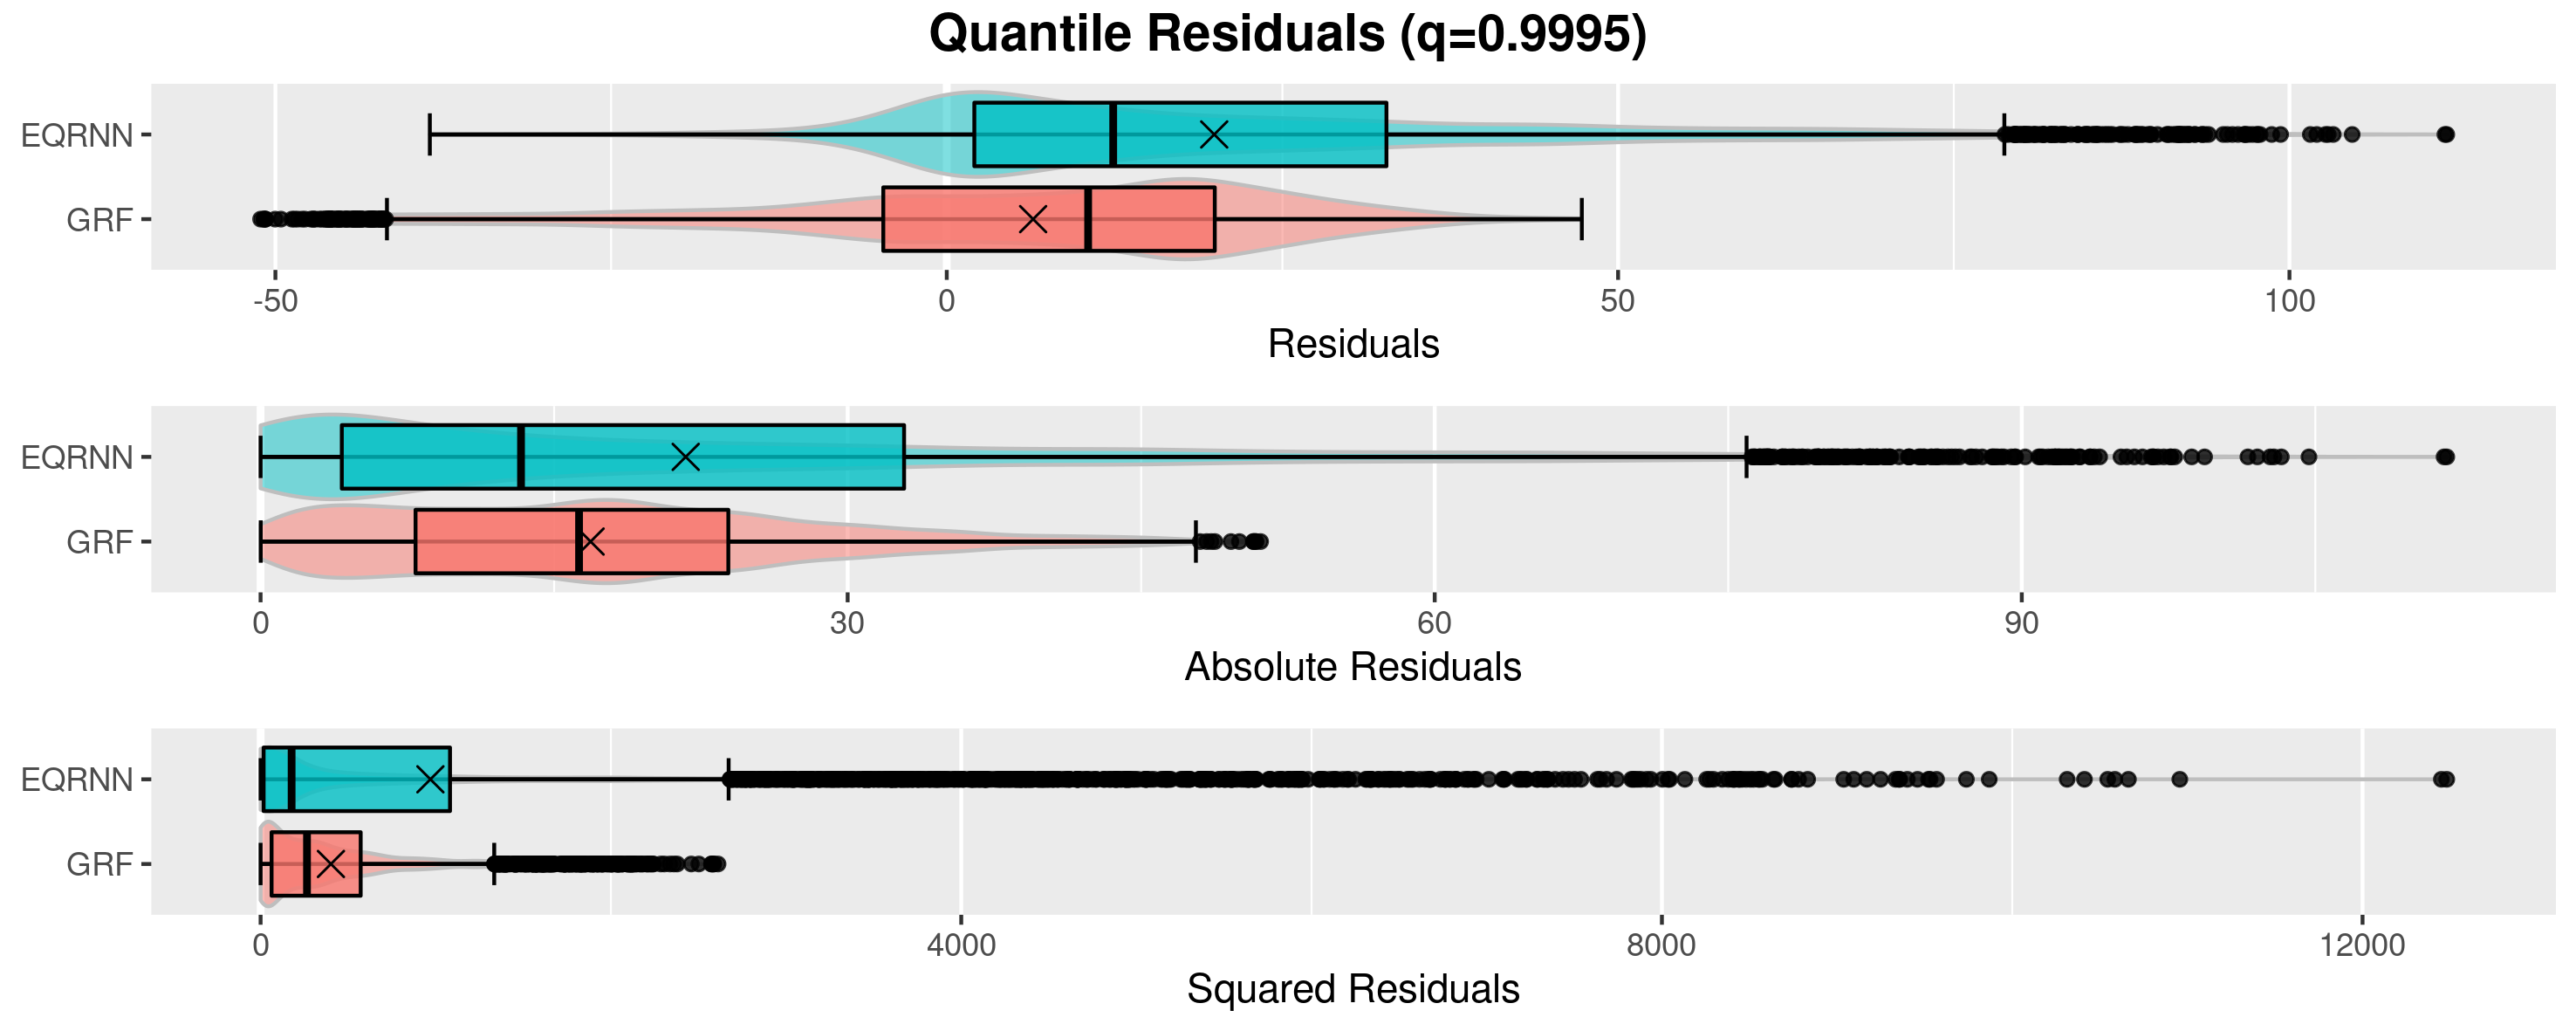 Quantile Residuals (q=0.9995)
EQRNN
GRF
-50 0 50 100
Residuals
EQRNN
GRF
0 30 60 90
Absolute Residuals
EQRNN
GRF
0 4000 8000 12000
Squared Residuals